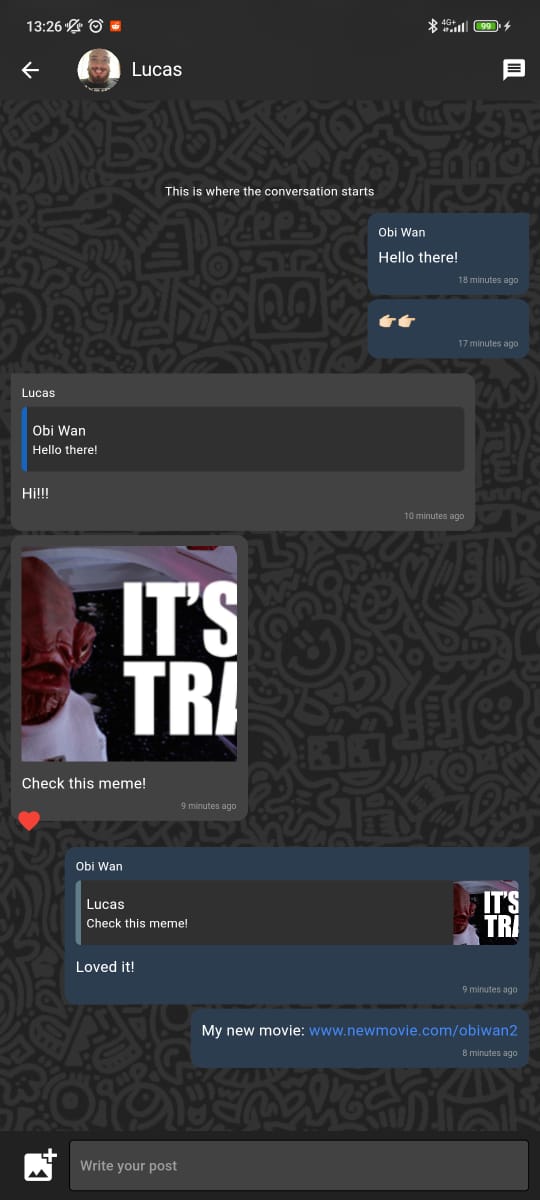 13:26
4G+
99
Lucas
This is where the conversation starts
Obi Wan
Hello there!
18 minutes ago
👉🏻👉🏻
17 minutes ago
Lucas
Obi Wan
Hello there!
Hi!!!
10 minutes ago
IT'S
TRA
Check this meme!
9 minutes ago
Obi Wan
Lucas
Check this meme!
IT'S
TRA
Loved it!
9 minutes ago
My new movie: www.newmovie.com/obiwan2
8 minutes ago
Write your post